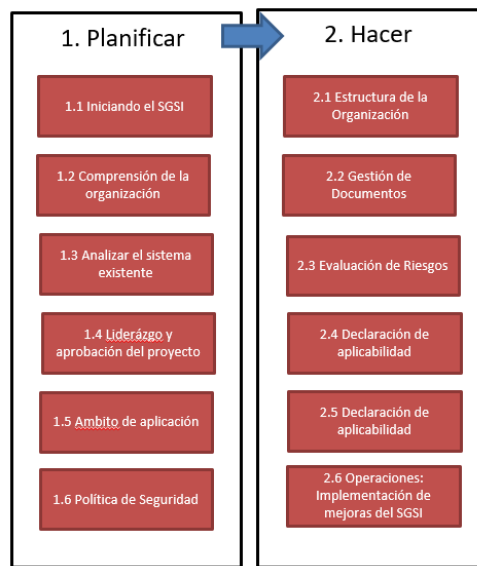 1. Planificar
1.1 Iniciando el SGSI
1.2 Comprensión de la
organización
1.3 Analizar el sistema
existente
1.4 Liderázgo y
aprobación del proyecto
1.5 Ambito de aplicación
1.6 Política de Seguridad
2. Hacer
2.1 Estructura de la
Organización
2.2 Gestión de
Documentos
2.3 Evaluación de Riesgos
2.4 Declaración de
aplicabilidad
2.5 Declaración de
aplicabilidad
2.6 Operaciones:
Implementación de
mejoras del SGSI